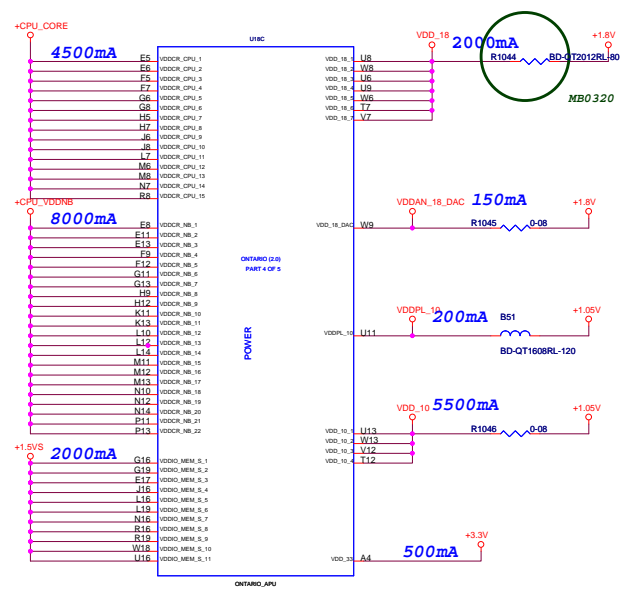 +CPU_CORE
U18C
VDD_18
2000mA
+1.8V
4500mA
R1044
BD-QT2012RL-80
MB0320
E5 VDDCR_CPU_1
E6 VDDCR_CPU_2
F5 VDDCR_CPU_3
F7 VDDCR_CPU_4
G6 VDDCR_CPU_5
G8 VDDCR_CPU_6
H5 VDDCR_CPU_7
H7 VDDCR_CPU_8
J6 VDDCR_CPU_9
J8 VDDCR_CPU_10
L7 VDDCR_CPU_11
M6 VDDCR_CPU_12
M8 VDDCR_CPU_13
N7 VDDCR_CPU_14
R8 VDDCR_CPU_15
VDD_18_1 U8
VDD_18_2 W8
VDD_18_3 U6
VDD_18_4 U9
VDD_18_5 W6
VDD_18_6 T7
VDD_18_7 V7
+CPU_VDDNB
8000mA
E8 VDDCR_NB_1
E11 VDDCR_NB_2
E13 VDDCR_NB_3
F9 VDDCR_NB_4
F12 VDDCR_NB_5
G11 VDDCR_NB_6
G13 VDDCR_NB_7
H9 VDDCR_NB_8
H12 VDDCR_NB_9
K11 VDDCR_NB_10
K13 VDDCR_NB_11
L10 VDDCR_NB_12
L12 VDDCR_NB_13
L14 VDDCR_NB_14
M11 VDDCR_NB_15
M12 VDDCR_NB_16
M13 VDDCR_NB_17
N10 VDDCR_NB_18
N12 VDDCR_NB_19
N14 VDDCR_NB_20
P11 VDDCR_NB_21
P13 VDDCR_NB_22
ONTARIO (2.0)
PART 4 OF 5
POWER
VDDAN_18_DAC
150mA
+1.8V
VDD_18_DAC W9
R1045
0-08
VDDPL_10
200mA
B51
+1.05V
VDDPL_10 U11
BD-QT1608RL-120
VDD_10
5500mA
+1.05V
VDD_10_1 U13
VDD_10_2 W13
VDD_10_3 V12
VDD_10_4 T12
R1046
0-08
+1.5VS
2000mA
G16 VDDIO_MEM_S_1
G19 VDDIO_MEM_S_2
E17 VDDIO_MEM_S_3
J16 VDDIO_MEM_S_4
L16 VDDIO_MEM_S_5
L19 VDDIO_MEM_S_6
N16 VDDIO_MEM_S_7
R16 VDDIO_MEM_S_8
R19 VDDIO_MEM_S_9
W18 VDDIO_MEM_S_10
U16 VDDIO_MEM_S_11
+3.3V
500mA
VDD_33 A4
ONTARIO_APU